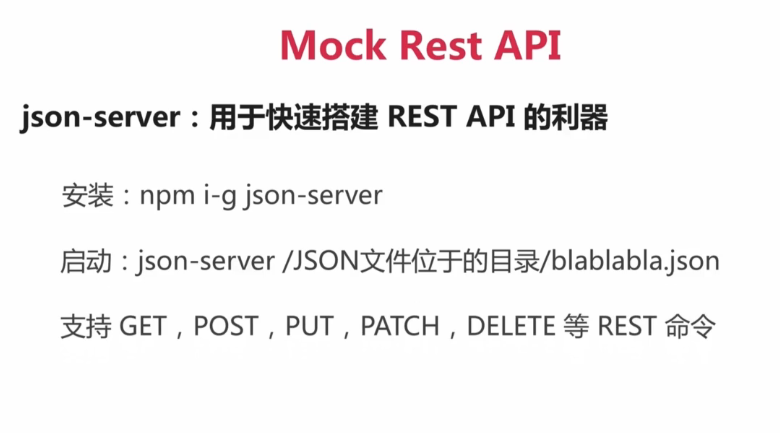 Mock Rest API
json-server：用于快速搭建 REST API 的利器
安装：npm i-g json-server
启动：json-server /JSON文件位于的目录/blablabla.json
支持 GET，POST，PUT，PATCH，DELETE 等 REST 命令